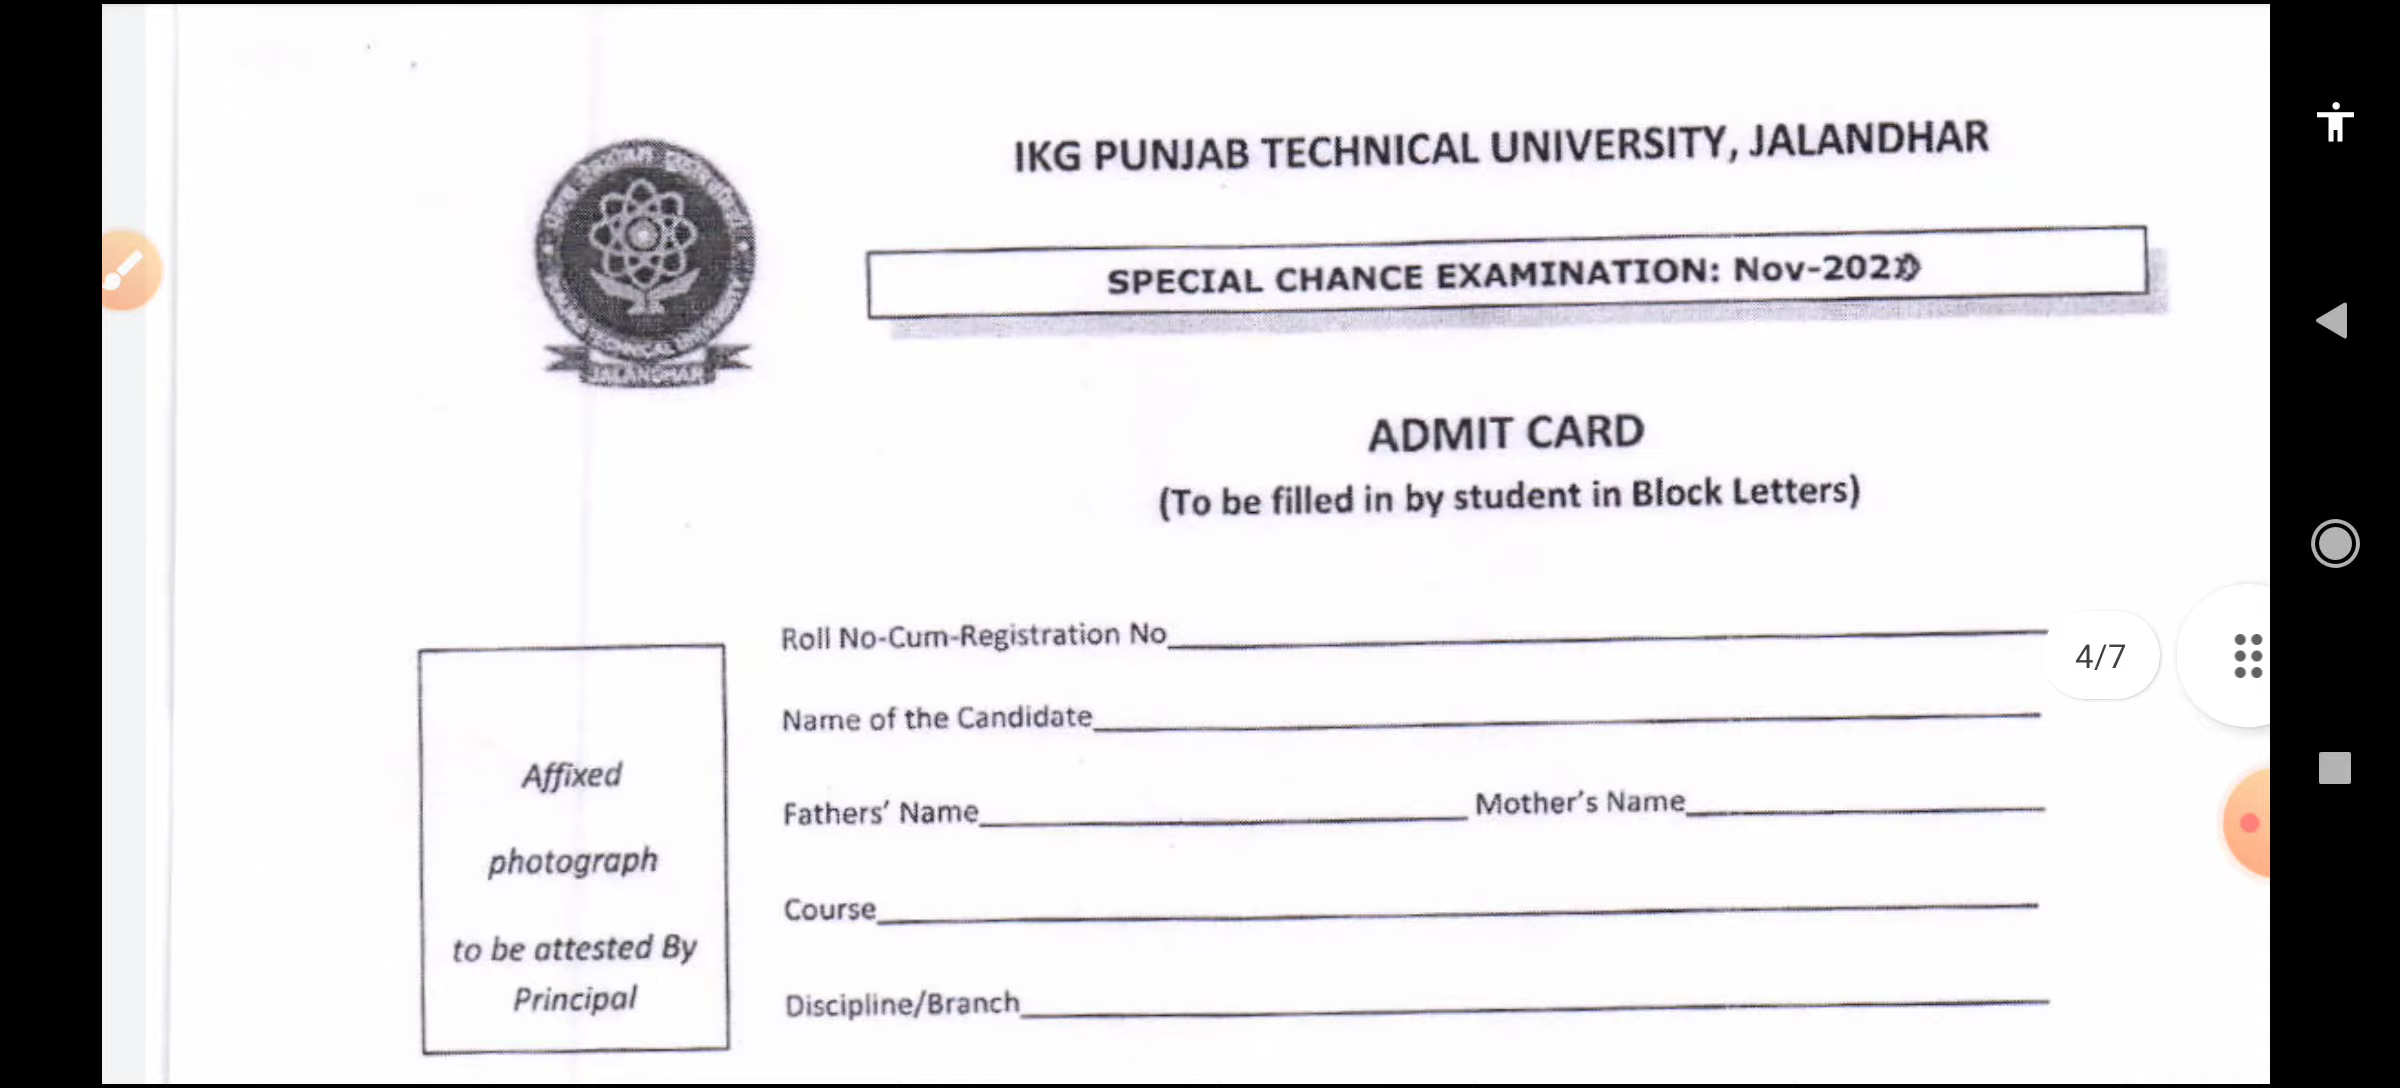 IKG PUNJAB TECHNICAL UNIVERSITY, JALANDHAR
SPECIAL CHANCE EXAMINATION:
JALANDHAR
ADMIT CARD
(To be filled in by student in Block Letters)
Roll No-Cum-Registration No
4/7
Name of the Candidate
Fathers’ Name Mother’s Name
Course
Discipline/Branch
Affixed
photograph
to be attested By
Principal